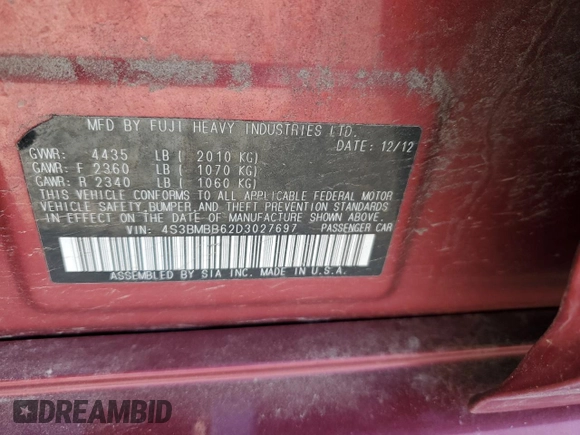 MFD BY FUJI HEAVY INDUSTRIES LTD.
DATE: 12/12
GVWR: 4435 LB ( 2010 KG)
GAWR: F 2360 LB ( 1070 KG)
GAWR: R 2340 LB ( 1060 KG)
THIS VEHICLE CONFORMS TO ALL APPLICABLE FEDERAL MOTOR
VEHICLE SAFETY,BUMPER,AND THEFT PREVENTION STANDARDS
IN EFFECT ON THE DATE OF MANUFACTURE SHOWN ABOVE.
VIN: 4S3BMBB62D3027697 PASSENGER CAR
ASSEMBLED BY SIA INC. MADE IN U.S.A.
DREAMBID